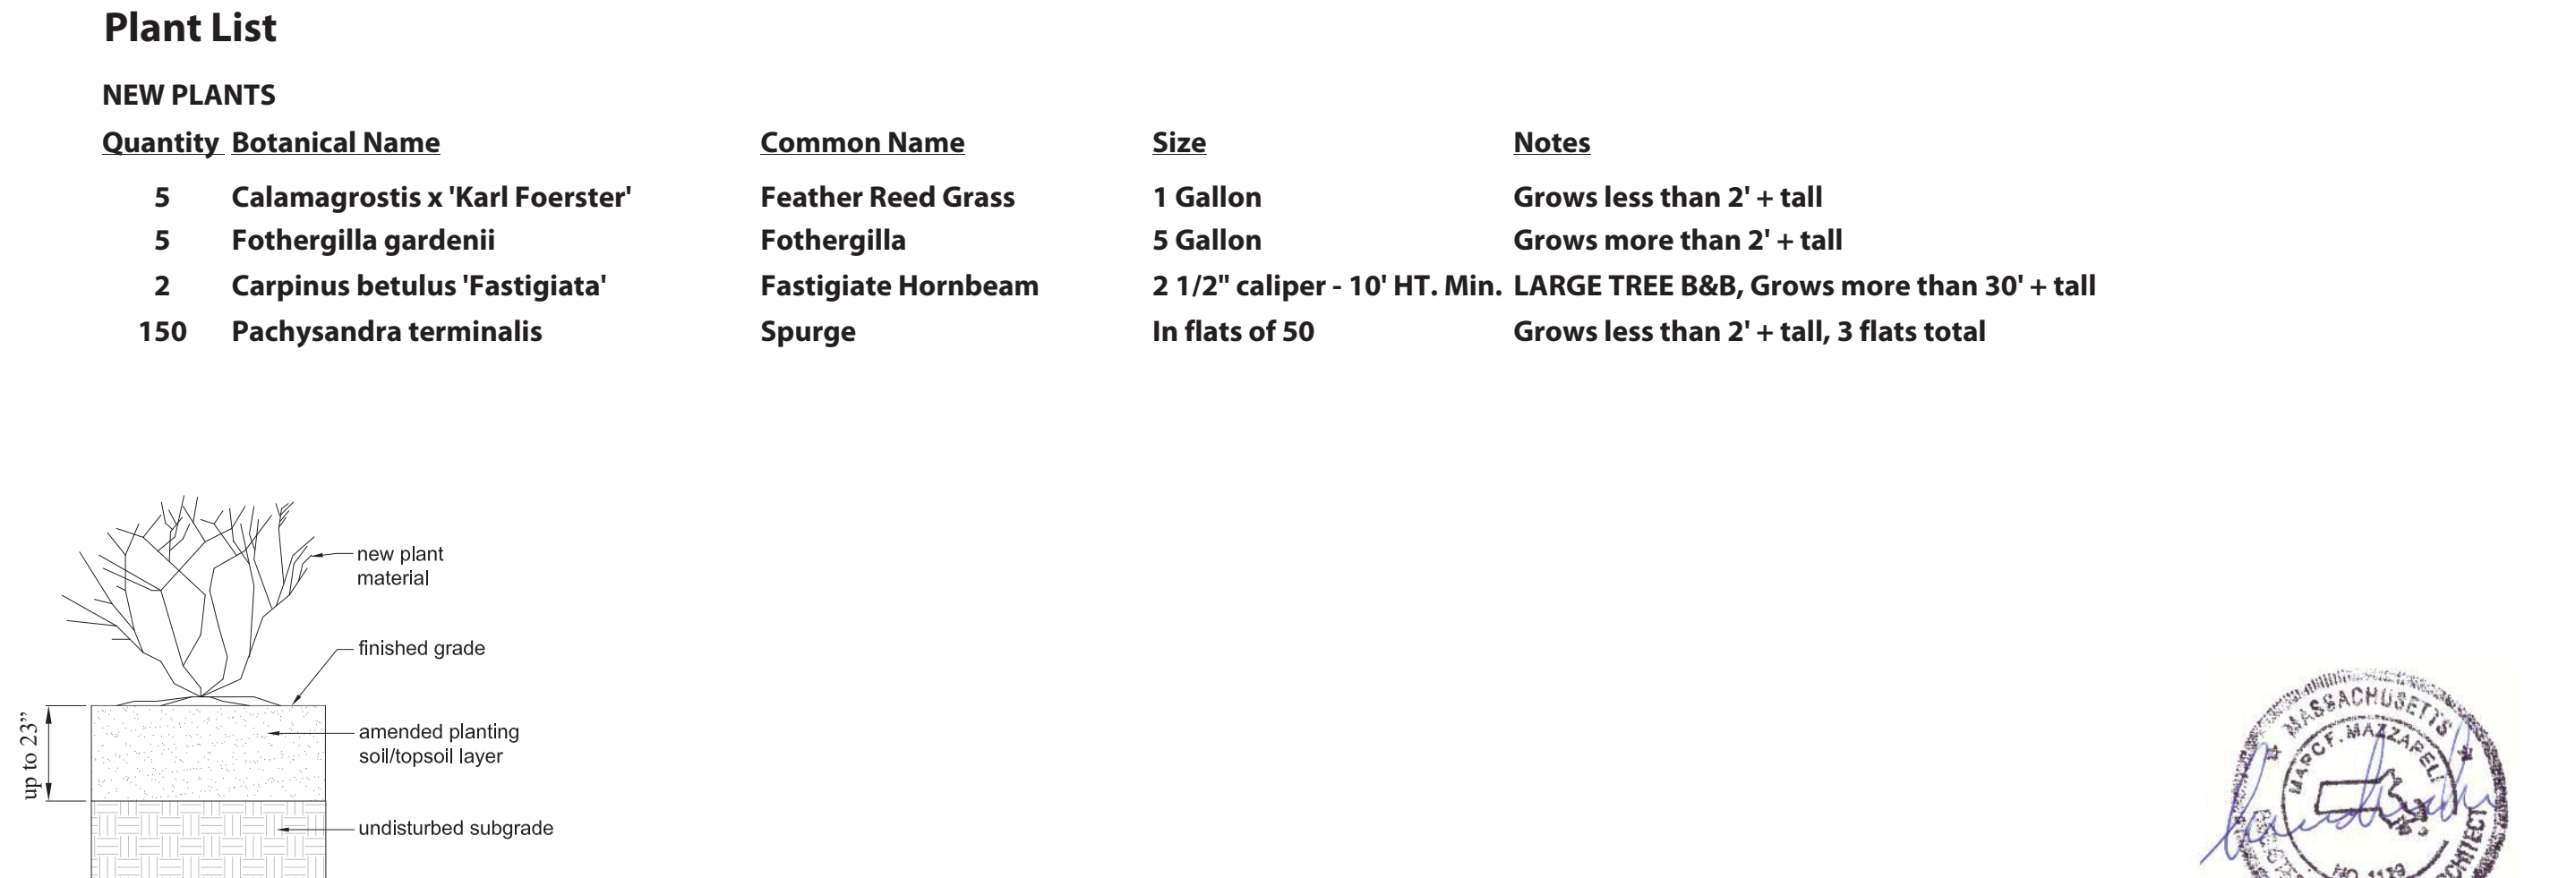 Plant List
NEW PLANTS
Quantity Botanical Name Common Name Size Notes
5 Calamagrostis x 'Karl Foerster' Feather Reed Grass 1 Gallon Grows less than 2' + tall
5 Fothergilla gardenii Fothergilla 5 Gallon Grows more than 2' + tall
2 Carpinus betulus 'Fastigiata' Fastigiate Hornbeam 2 1/2" caliper - 10' HT. Min. LARGE TREE B&B, Grows more than 30' + tall
150 Pachysandra terminalis Spurge In flats of 50 Grows less than 2' + tall, 3 flats total
new plant
material
finished grade
up to 23”
amended planting
soil/topsoil layer
undisturbed subgrade
MASSACHUSETTS
MARC F. MAZZARELI